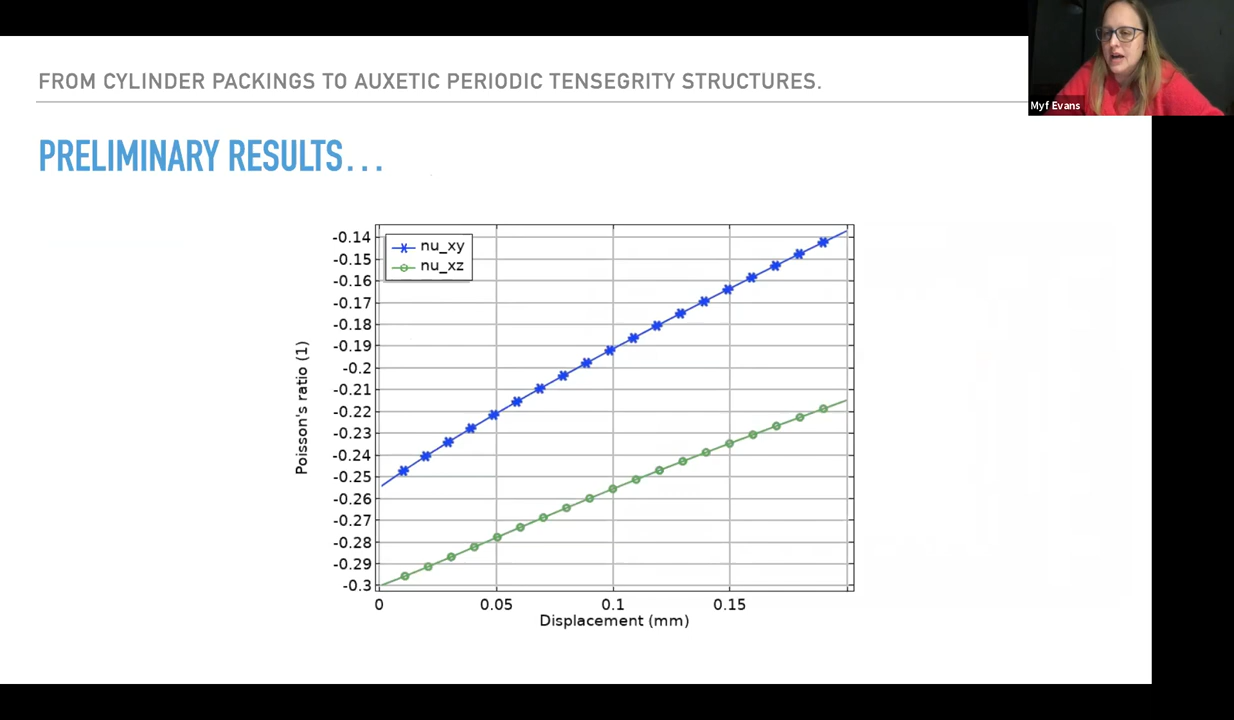 FROM CYLINDER PACKINGS TO AUXETIC PERIODIC TENSEGRITY STRUCTURES.
Myf Evans
PRELIMINARY RESULTS...
nu_xy
nu_xz
-0.14
-0.15
-0.16
-0.17
-0.18
-0.19
-0.2
-0.21
-0.22
-0.23
-0.24
-0.25
-0.26
-0.27
-0.28
-0.29
-0.3
Poisson's ratio (1)
0 0.05 0.1 0.15
Displacement (mm)